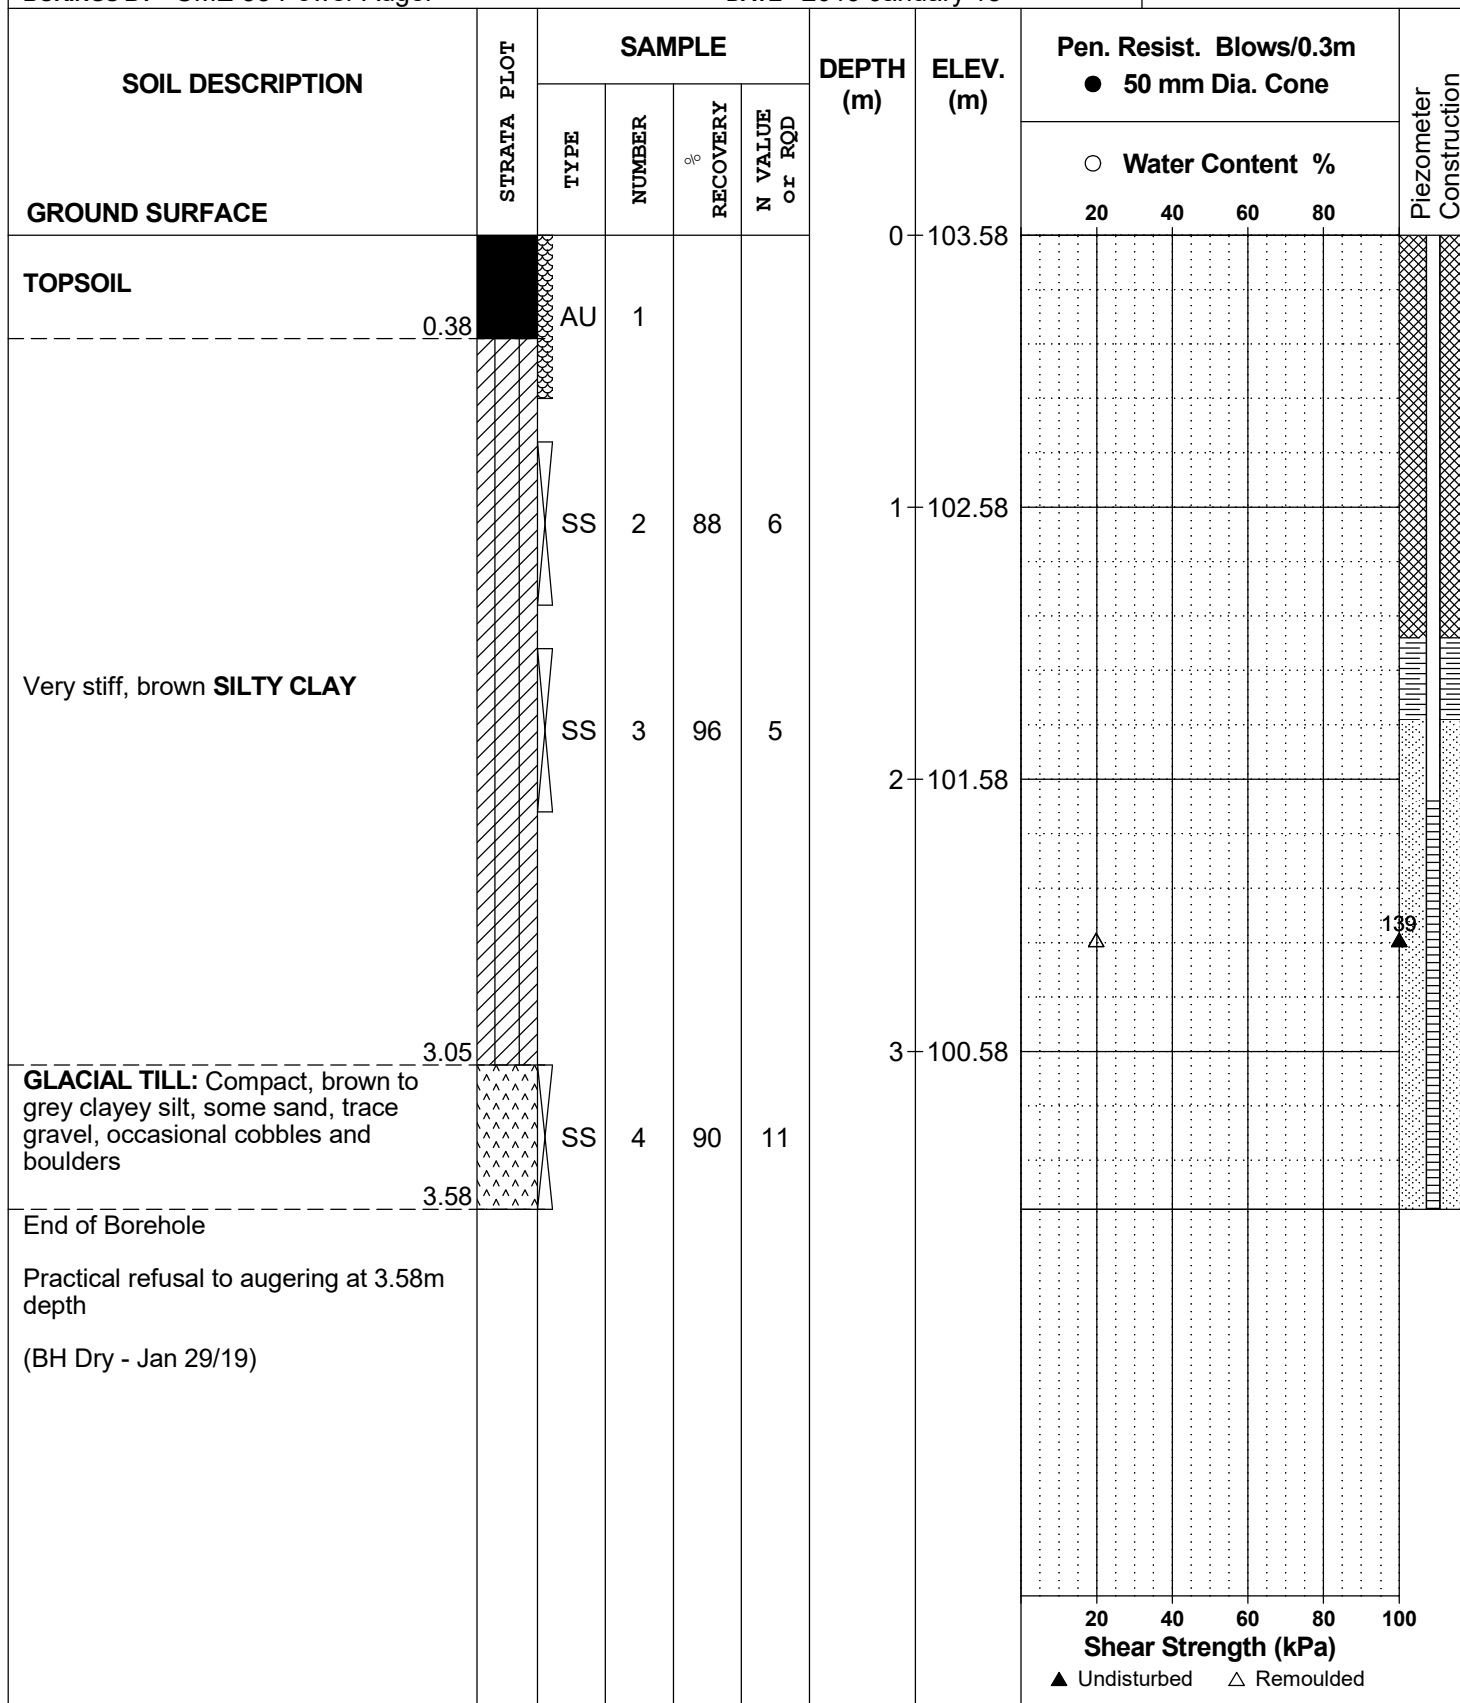 SOIL DESCRIPTION
GROUND SURFACE
STRATA PLOT
SAMPLE
TYPE
NUMBER
%
RECOVERY
N VALUE
or RQD
DEPTH
(m)
ELEV.
(m)
Pen. Resist. Blows/0.3m
● 50 mm Dia. Cone
○ Water Content %
20 40 60 80
Piezometer
Construction
0 103.58
TOPSOIL
0.38
AU 1
SS 2 88 6
1 102.58
Very stiff, brown SILTY CLAY
SS 3 96 5
2 101.58
139
3.05
3 100.58
GLACIAL TILL: Compact, brown to
grey clayey silt, some sand, trace
gravel, occasional cobbles and
boulders
SS 4 90 11
3.58
End of Borehole
Practical refusal to augering at 3.58m
depth
(BH Dry - Jan 29/19)
20 40 60 80 100
Shear Strength (kPa)
▲ Undisturbed △ Remoulded